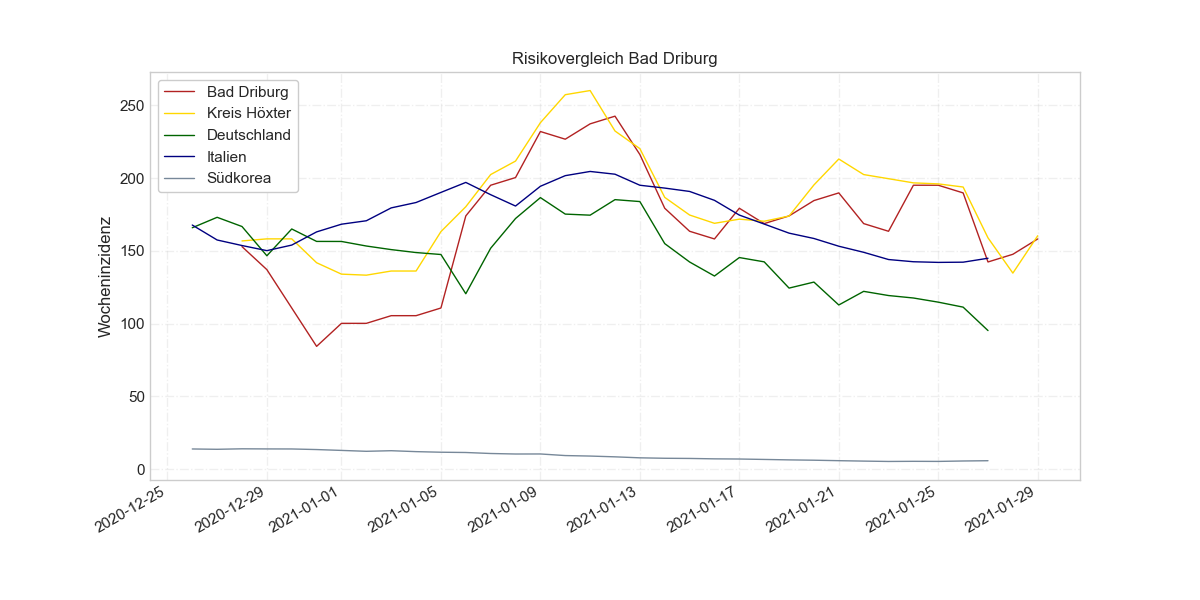 Risikovergleich Bad Driburg
Bad Driburg
Kreis Höxter
Deutschland
Italien
Südkorea
Wocheninzidenz
250
200
150
100
50
0
2020-12-25
2020-12-29
2021-01-01
2021-01-05
2021-01-09
2021-01-13
2021-01-17
2021-01-21
2021-01-25
2021-01-29